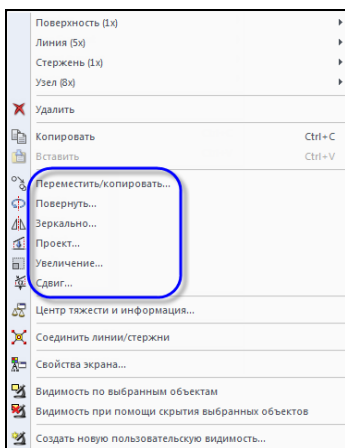 Поверхность (1x)
Линия (5x)
Стержень (1x)
Узел (8x)
Удалить
Копировать Ctrl+C
Вставить Ctrl+V
Переместить/копировать...
Повернуть...
Зеркально...
Проект...
Увеличение...
Сдвиг...
Центр тяжести и информация...
Соединить линии/стержни
Свойства экрана...
Видимость по выбранным объектам
Видимость при помощи скрытия выбранных объектов
Создать новую пользовательскую видимость...